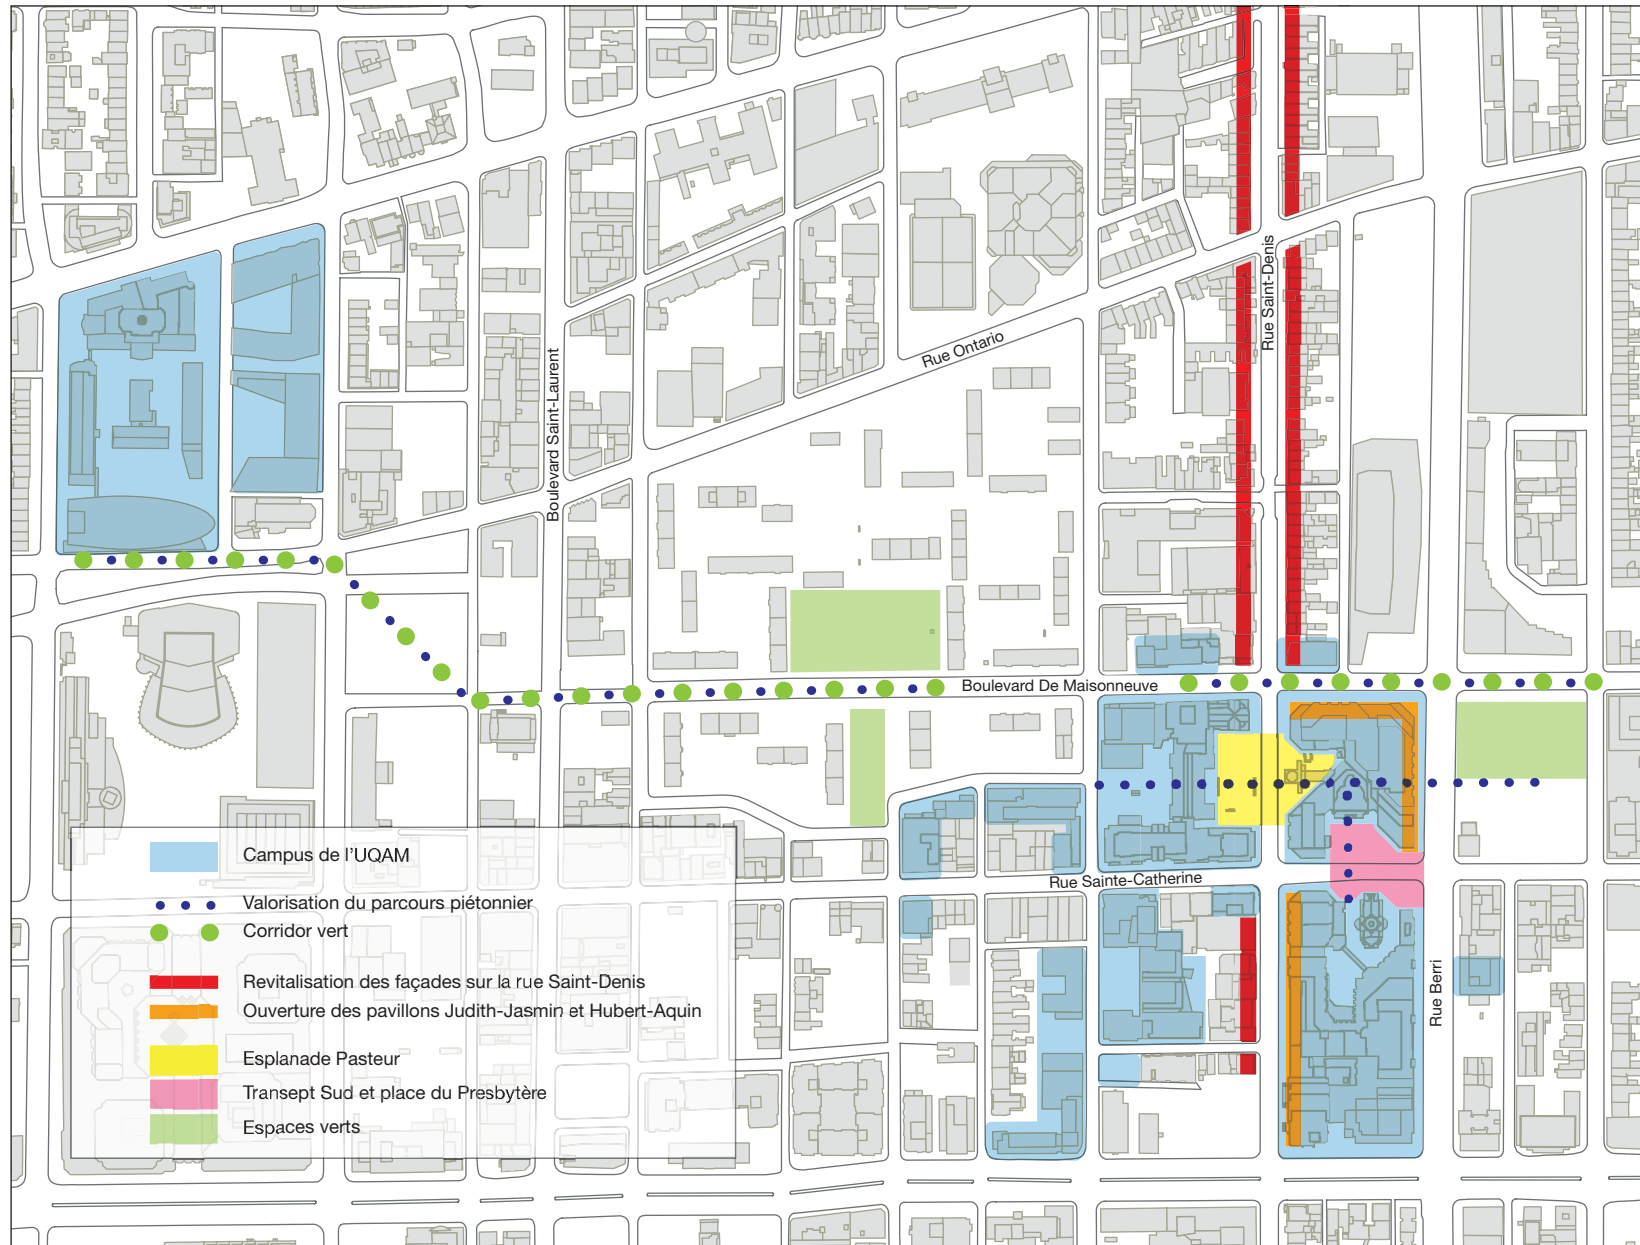 Rue Saint-Denis
Rue Ontario
Boulevard Saint-Laurent
Boulevard De Maisonneuve
Rue Sainte-Catherine
Rue Berri
Campus de l'UQAM
Valorisation du parcours piétonnier
Corridor vert
Revitalisation des façades sur la rue Saint-Denis
Ouverture des pavillons Judith-Jasmin et Hubert-Aquin
Esplanade Pasteur
Transept Sud et place du Presbytère
Espaces verts